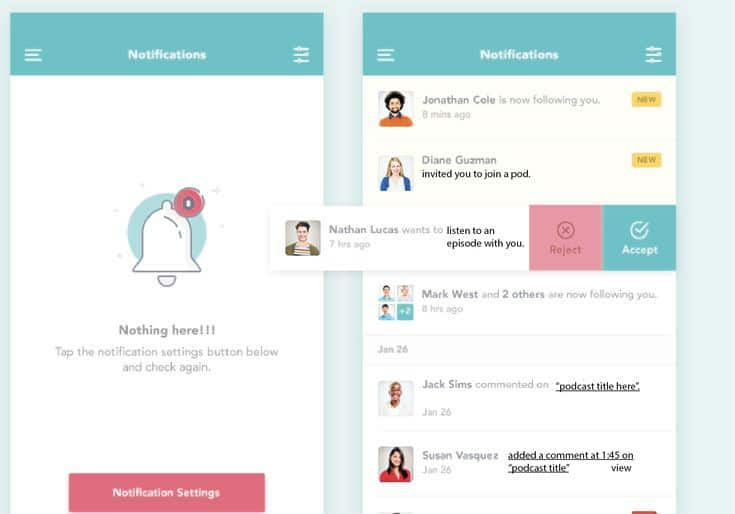 Notifications
0
Nothing here!!!
Tap the notification settings button below
and check again.
Notification Settings
Notifications
Jonathan Cole is now following you.
NEW
8 mins ago
Diane Guzman
NEW
invited you to join a pod.
Nathan Lucas wants to listen to an
7 hrs ago
episode with you.
Reject
Accept
Mark West and 2 others are now following you.
+2
8 hrs ago
Jan 26
Jack Sims commented on "podcast title here".
Jan 26
Susan Vasquez added a comment at 1:45 on
Jan 26
"podcast title" view